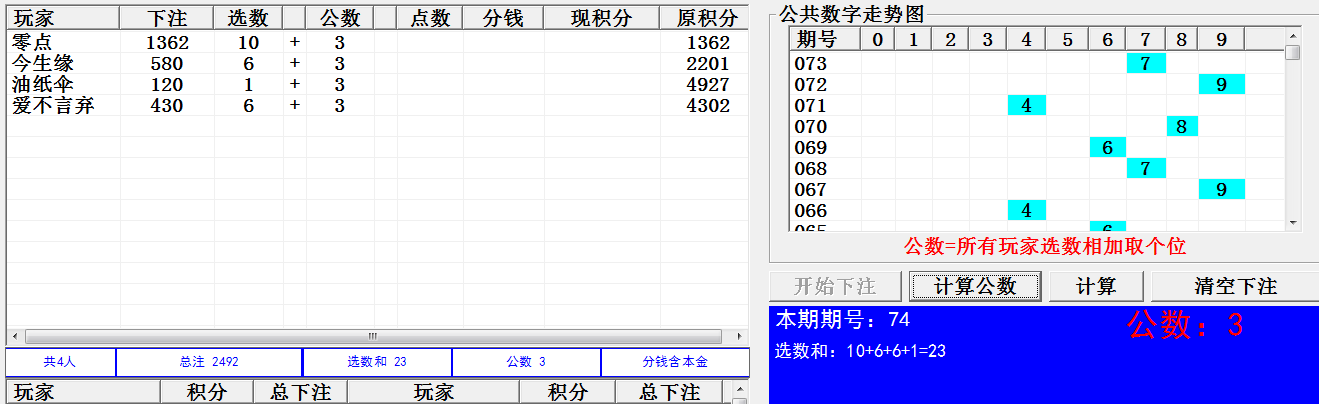 玩家 下注 选数 公数 点数 分钱 现积分 原积分
零点 1362 10 + 3 1362
今生缘 580 6 + 3 2201
油纸伞 120 1 + 3 4927
爱不言弃 430 6 + 3 4302
共4人 总注 2492 选数和 23 公数 3 分钱含本金
玩家 积分 总下注 玩家 积分 总下注
公共数字走势图
期号 0 1 2 3 4 5 6 7 8 9
073 7
072 9
071 4
070 8
069 6
068 7
067 9
066 4
065 6
公数=所有玩家选数相加取个位
开始下注 计算公数 计算 清空下注
本期期号：74 公数：3
选数和：10+6+6+1=23